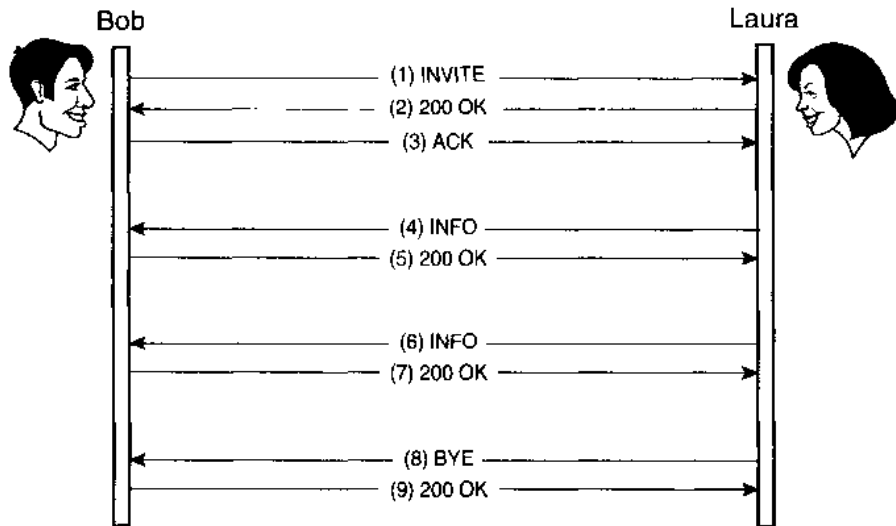 Bob
Laura
(1) INVITE
(2) 200 OK
(3) ACK
(4) INFO
(5) 200 OK
(6) INFO
(7) 200 OK
(8) BYE
(9) 200 OK